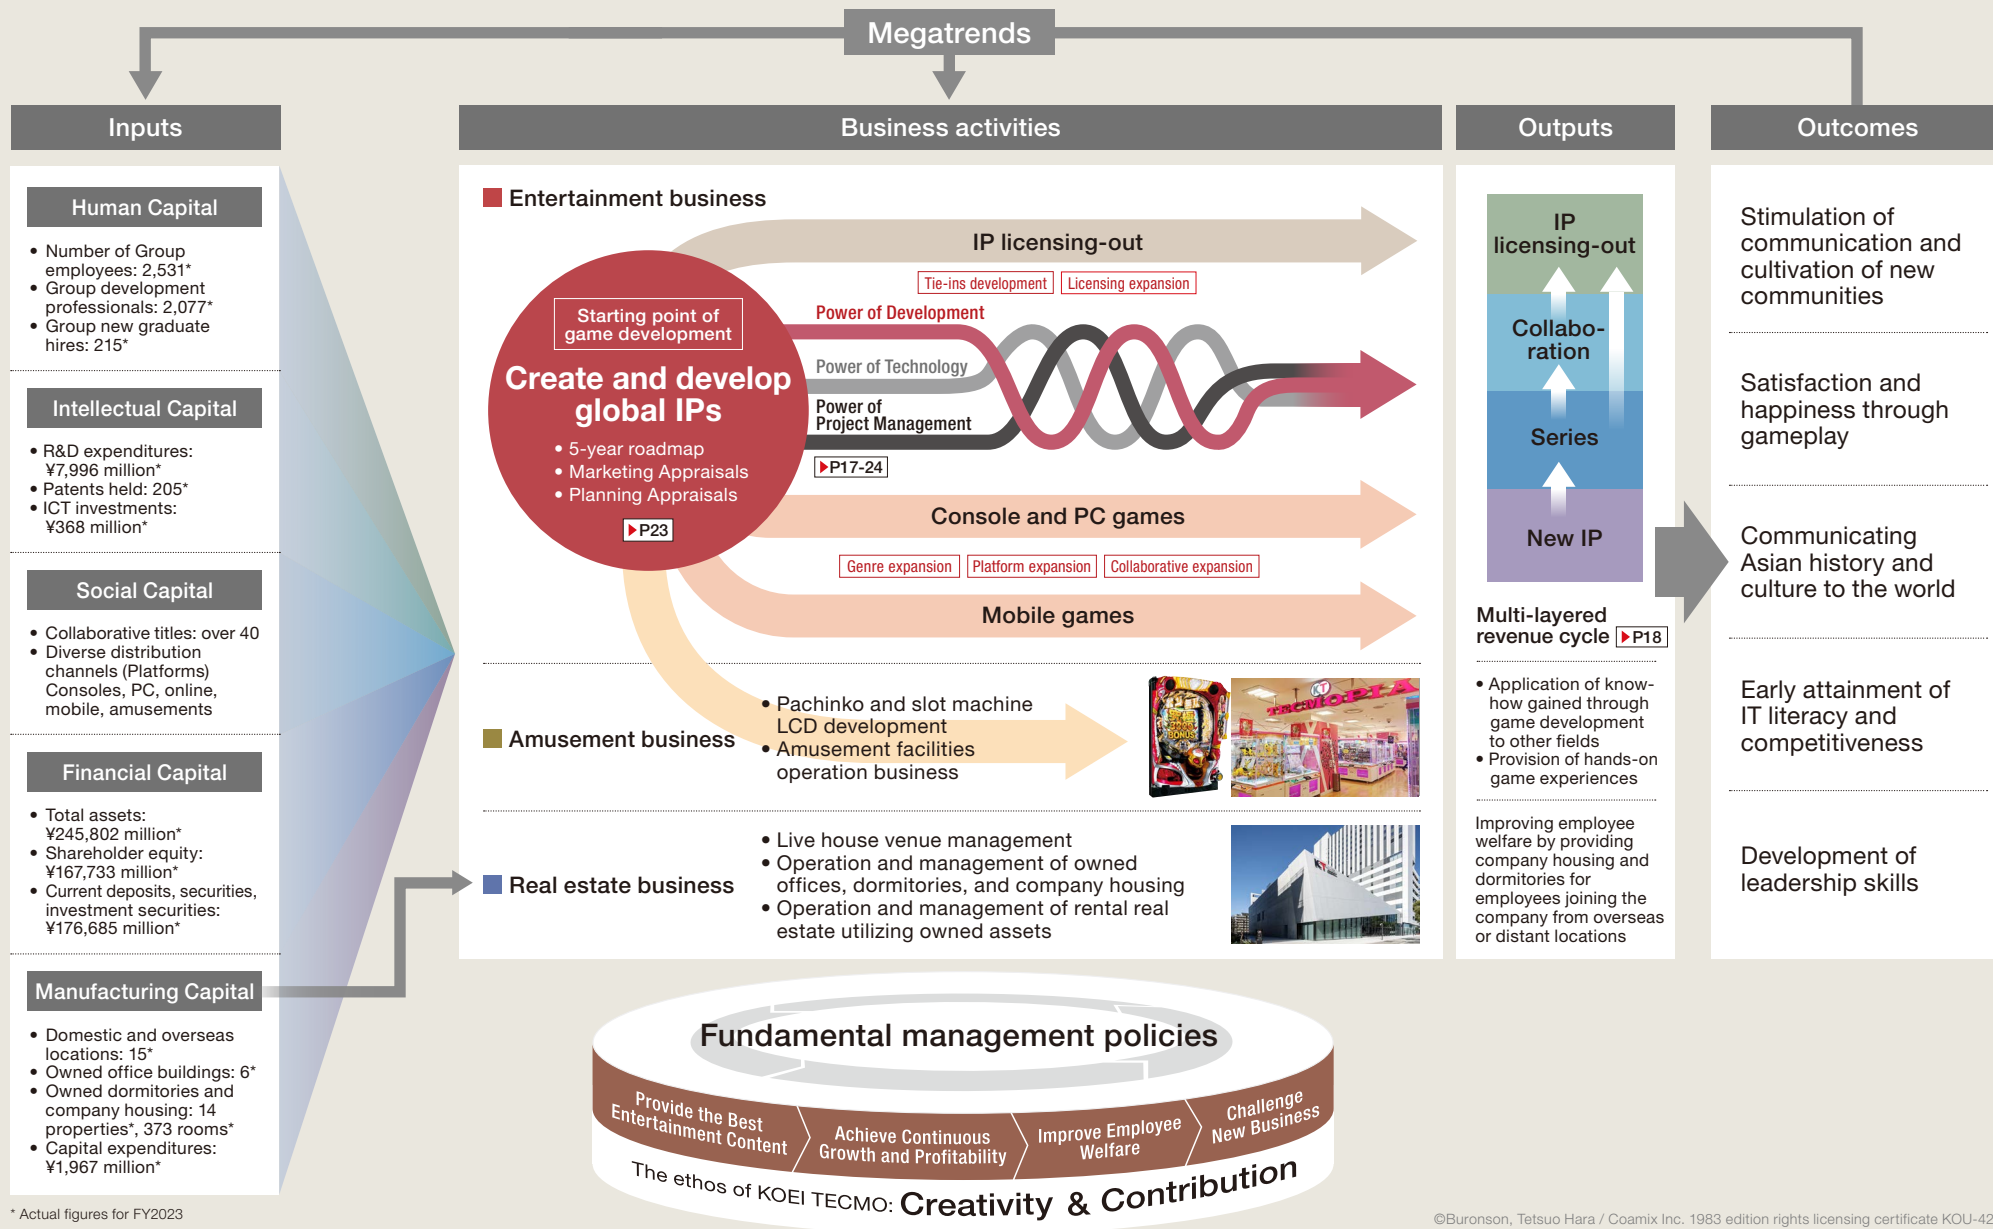 Megatrends
Inputs
Business activities
Outputs
Outcomes
Human Capital
• Number of Group
employees: 2,531*
• Group development
professionals: 2,077*
• Group new graduate
hires: 215*
Intellectual Capital
• R&D expenditures:
¥7,996 million*
• Patents held: 205*
• ICT investments:
¥368 million*
Social Capital
• Collaborative titles: over 40
• Diverse distribution
channels (Platforms)
Consoles, PC, online,
mobile, amusements
Financial Capital
• Total assets:
¥245,802 million*
• Shareholder equity:
¥167,733 million*
• Current deposits, securities,
investment securities:
¥176,685 million*
Manufacturing Capital
• Domestic and overseas
locations: 15*
• Owned office buildings: 6*
• Owned dormitories and
company housing: 14
properties*, 373 rooms*
• Capital expenditures:
¥1,967 million*
* Actual figures for FY2023
Entertainment business
Starting point of
game development
Create and develop
global IPs
• 5-year roadmap
• Marketing Appraisals
• Planning Appraisals
P23
IP licensing-out
Tie-ins development
Licensing expansion
Power of Development
Power of Technology
Power of
Project Management
P17-24
Console and PC games
Genre expansion
Platform expansion
Collaborative expansion
Mobile games
Amusement business
• Pachinko and slot machine
LCD development
• Amusement facilities
operation business
BONUS
KT
TECMOPIA
Real estate business
• Live house venue management
• Operation and management of owned
offices, dormitories, and company housing
• Operation and management of rental real
estate utilizing owned assets
KT
IP
licensing-out
Collabo-
ration
Series
New IP
Multi-layered
revenue cycle P18
• Application of know-
how gained through
game development
to other fields
• Provision of hands-on
game experiences
Improving employee
welfare by providing
company housing and
dormitories for
employees joining the
company from overseas
or distant locations
Stimulation of
communication and
cultivation of new
communities
Satisfaction and
happiness through
gameplay
Communicating
Asian history and
culture to the world
Early attainment of
IT literacy and
competitiveness
Development of
leadership skills
Fundamental management policies
Provide the Best
Entertainment Content
Achieve Continuous
Growth and Profitability
Improve Employee
Welfare
Challenge
New Business
The ethos of KOEI TECMO: Creativity & Contribution
©Buronson, Tetsuo Hara / Coamix Inc. 1983 edition rights licensing certificate KOU-42